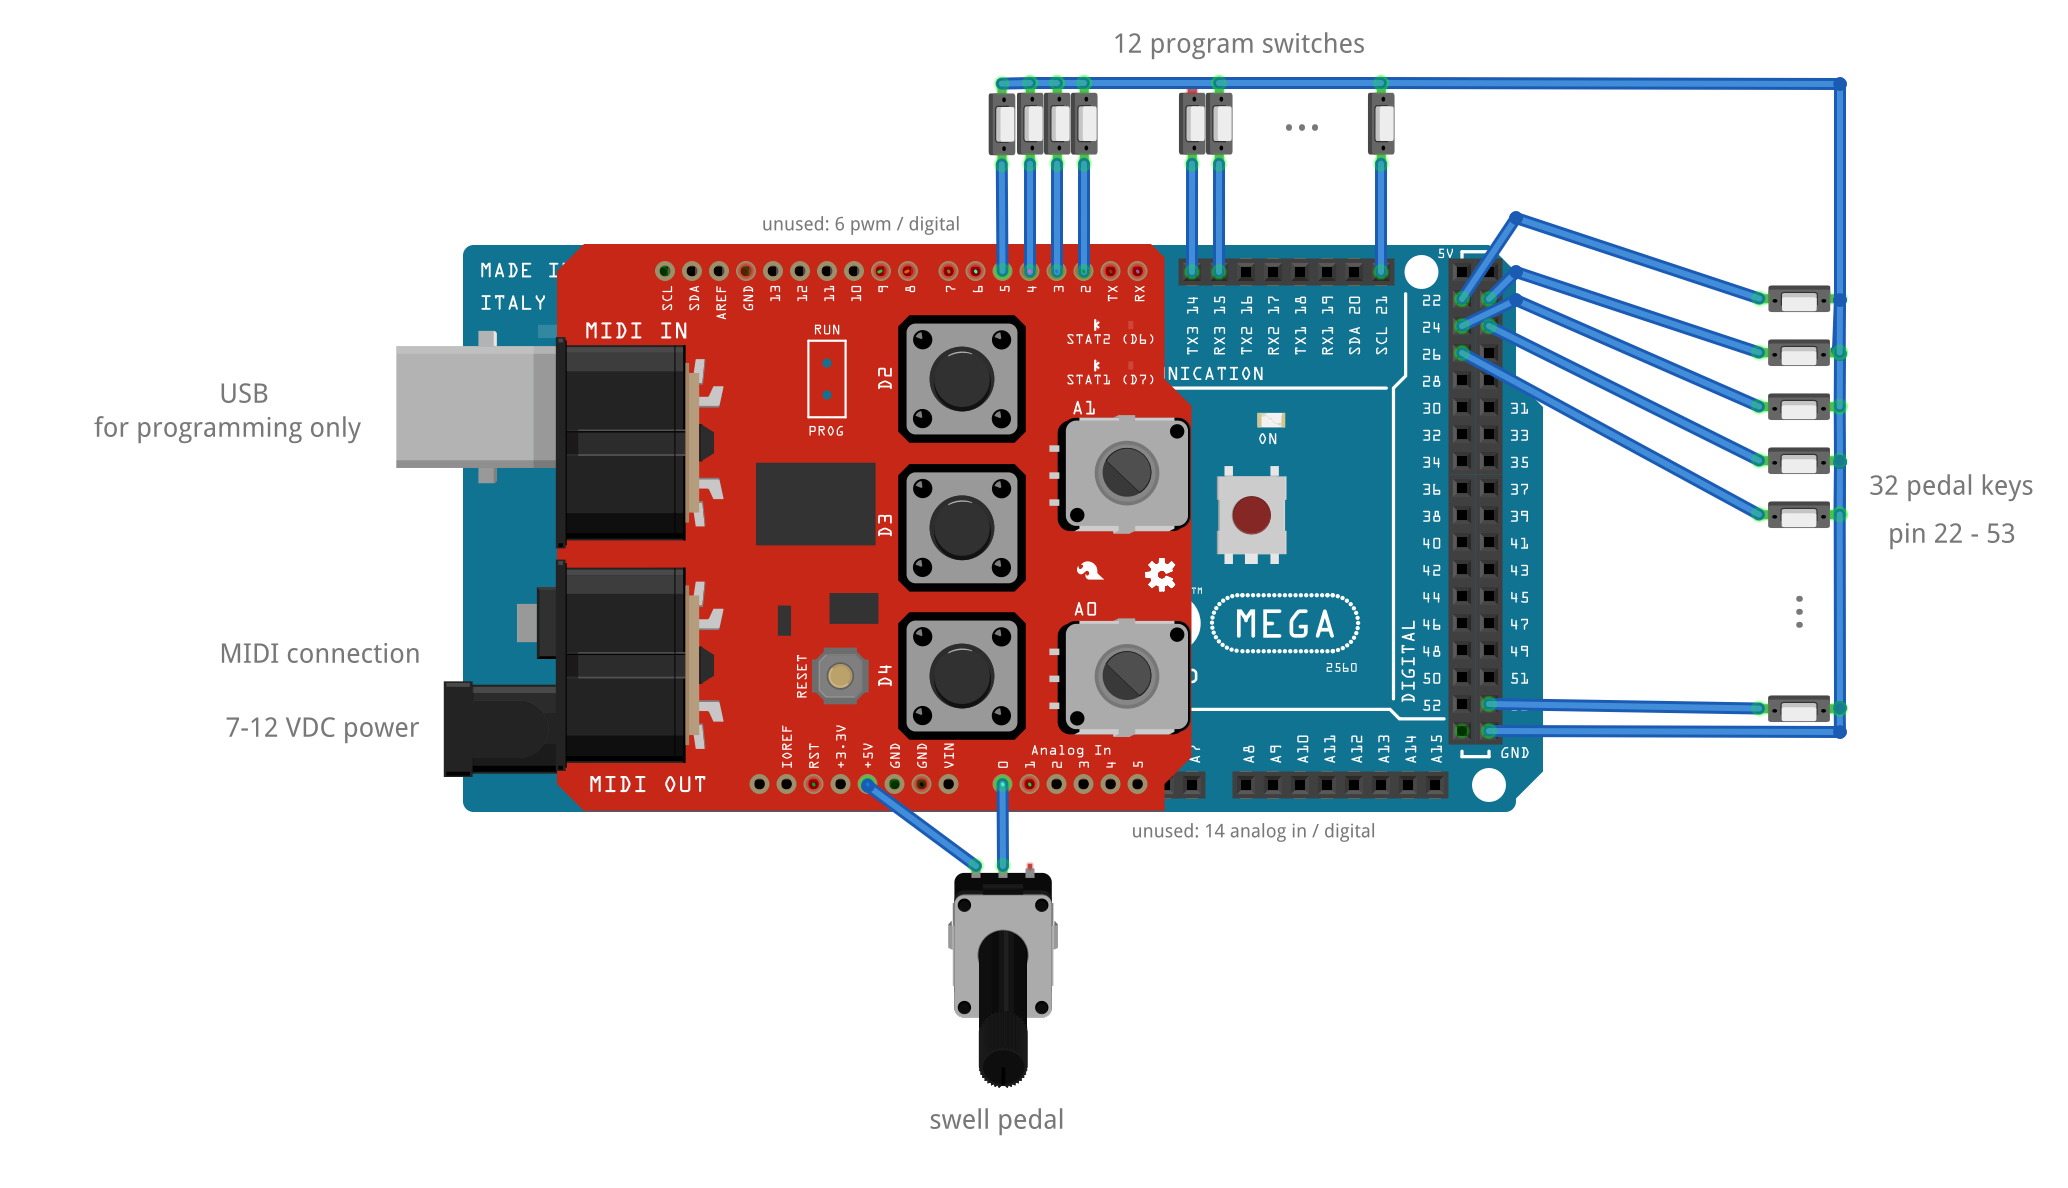 12 program switches
unused: 6 pwm / digital
MADE I
ITALY
SCL
SDA
AREF
GND
13
12
11
10
9
8
7
6
5
4
3
2
TX
RX
TX3 14
RX3 15
TX2 16
RX2 17
TX1 18
RX1 19
SDA 20
SCL 21
5V
MIDI IN
RUN
PROG
D2
STAT2 (D6)
STAT1 (D7)
NICATION
A1
ON
USB
for programming only
D3
A0
TM
MEGA
2560
DIGITAL
22
24
26
28
30
31
32
33
34
35
36
37
38
39
40
41
42
43
44
45
46
47
48
49
50
51
52
GND
32 pedal keys
pin 22 - 53
...
MIDI connection
7-12 VDC power
RESET
D4
IOREF
RST
+3.3V
+5V
GND
GND
VIN
Analog In
0
1
2
3
4
5
A7
A8
A9
A10
A11
A12
A13
A14
A15
MIDI OUT
unused: 14 analog in / digital
swell pedal